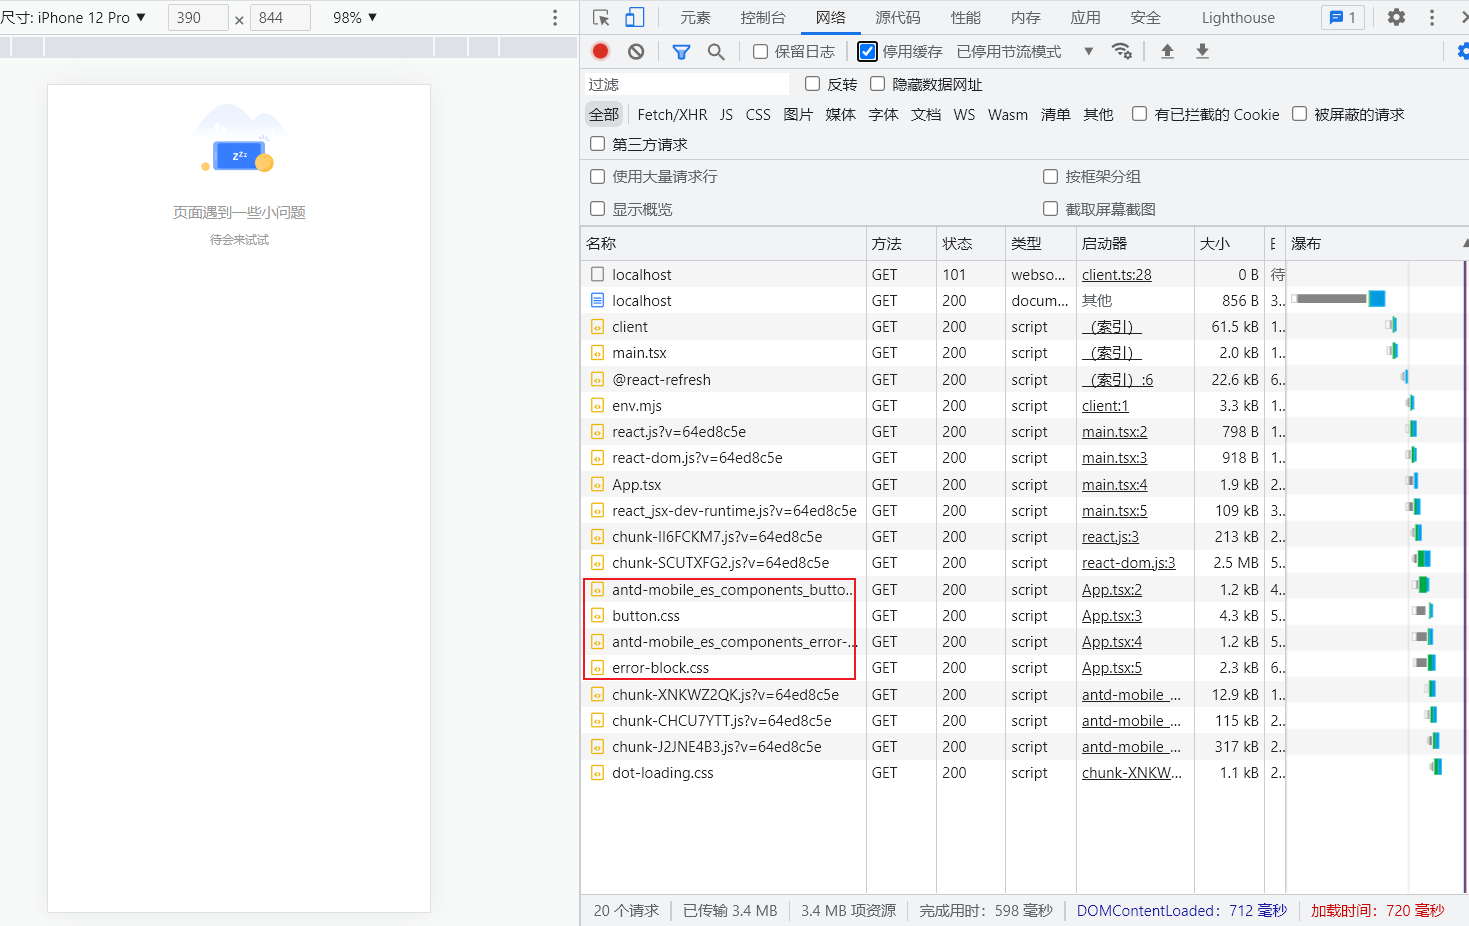 尺寸: iPhone 12 Pro ▼ 390 × 844 98% ▼
元素 控制台 网络 源代码 性能 内存 应用 安全 Lighthouse 1
保留日志 停用缓存 已停用节流模式 ▼
过滤 反转 隐藏数据网址
全部 Fetch/XHR JS CSS 图片 媒体 字体 文档 WS Wasm 清单 其他 有已拦截的 Cookie 被屏蔽的请求
第三方请求
使用大量请求行 按框架分组
显示概览 截取屏幕截图
zzz
页面遇到一些小问题
待会来试试
名称 方法 状态 类型 启动器 大小 瀑布
localhost GET 101 webso... client.ts:28 0 B 待
localhost GET 200 docum... 其他 856 B 3..
client GET 200 script （索引） 61.5 kB 1..
main.tsx GET 200 script （索引） 2.0 kB 1..
@react-refresh GET 200 script （索引）:6 22.6 kB 6..
env.mjs GET 200 script client:1 3.3 kB 1..
react.js?v=64ed8c5e GET 200 script main.tsx:2 798 B 1..
react-dom.js?v=64ed8c5e GET 200 script main.tsx:3 918 B 1..
App.tsx GET 200 script main.tsx:4 1.9 kB 2..
react_jsx-dev-runtime.js?v=64ed8c5e GET 200 script main.tsx:5 109 kB 3..
chunk-II6FCKM7.js?v=64ed8c5e GET 200 script react.js:3 213 kB 2..
chunk-SCUTXFG2.js?v=64ed8c5e GET 200 script react-dom.js:3 2.5 MB 5..
antd-mobile_es_components_butto... GET 200 script App.tsx:2 1.2 kB 4..
button.css GET 200 script App.tsx:3 4.3 kB 5..
antd-mobile_es_components_error-... GET 200 script App.tsx:4 1.2 kB 5..
error-block.css GET 200 script App.tsx:5 2.3 kB 6..
chunk-XNKWZ2QK.js?v=64ed8c5e GET 200 script antd-mobile_... 12.9 kB 1..
chunk-CHCU7YTT.js?v=64ed8c5e GET 200 script antd-mobile_... 115 kB 2..
chunk-J2JNE4B3.js?v=64ed8c5e GET 200 script antd-mobile_... 317 kB 2..
dot-loading.css GET 200 script chunk-XNKW... 1.1 kB 2..
20 个请求 已传输 3.4 MB 3.4 MB 项资源 完成用时：598 毫秒 DOMContentLoaded：712 毫秒 加载时间：720 毫秒